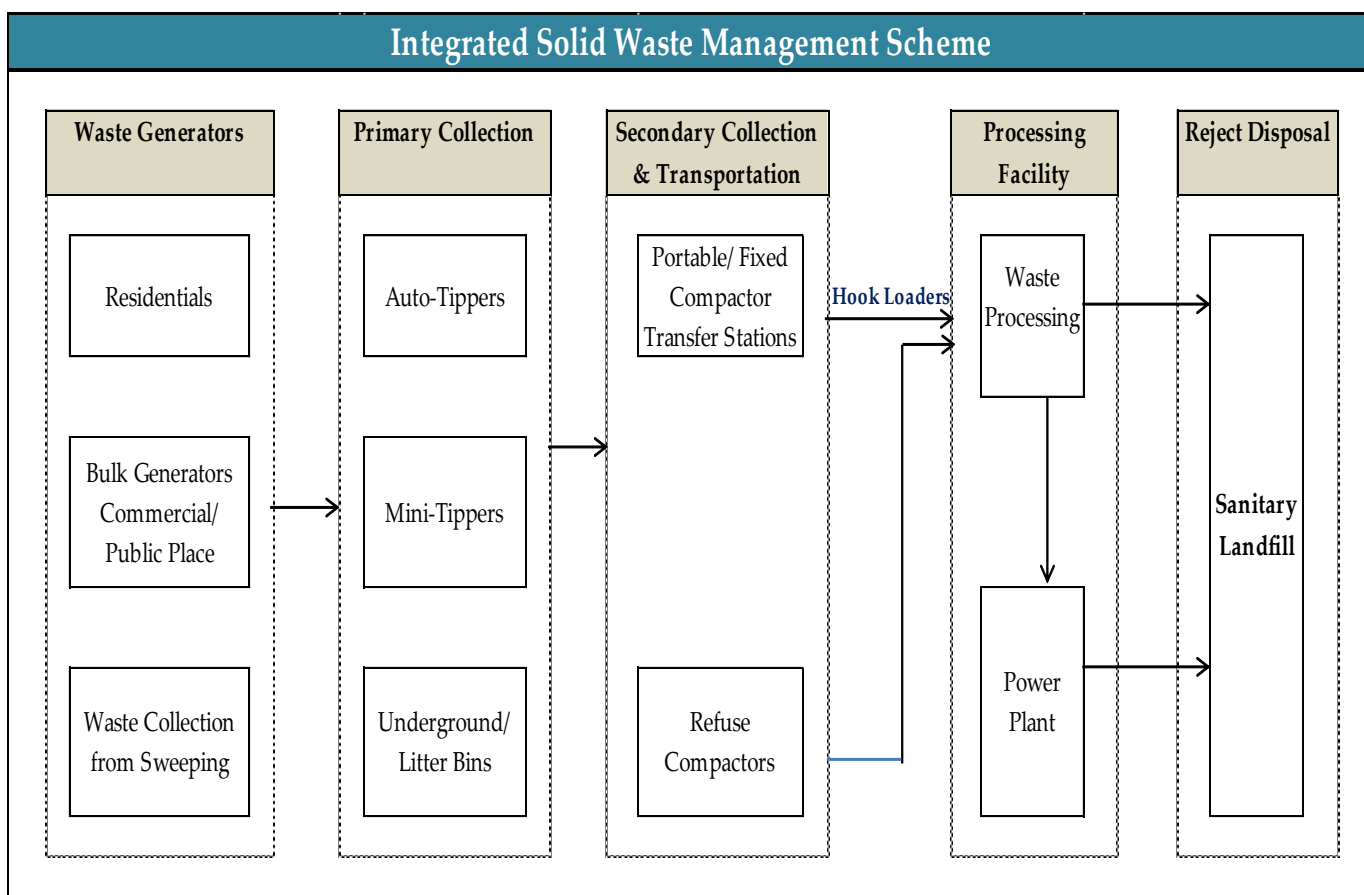 Integrated Solid Waste Management Scheme
Waste Generators
Residentials
Bulk Generators
Commercial/
Public Place
Waste Collection
from Sweeping
Primary Collection
Auto-Tippers
Mini-Tippers
Underground/
Litter Bins
Secondary Collection
& Transportation
Portable/ Fixed
Compactor
Transfer Stations
Refuse
Compactors
Hook Loaders
Processing
Facility
Waste
Processing
Power
Plant
Reject Disposal
Sanitary
Landfill